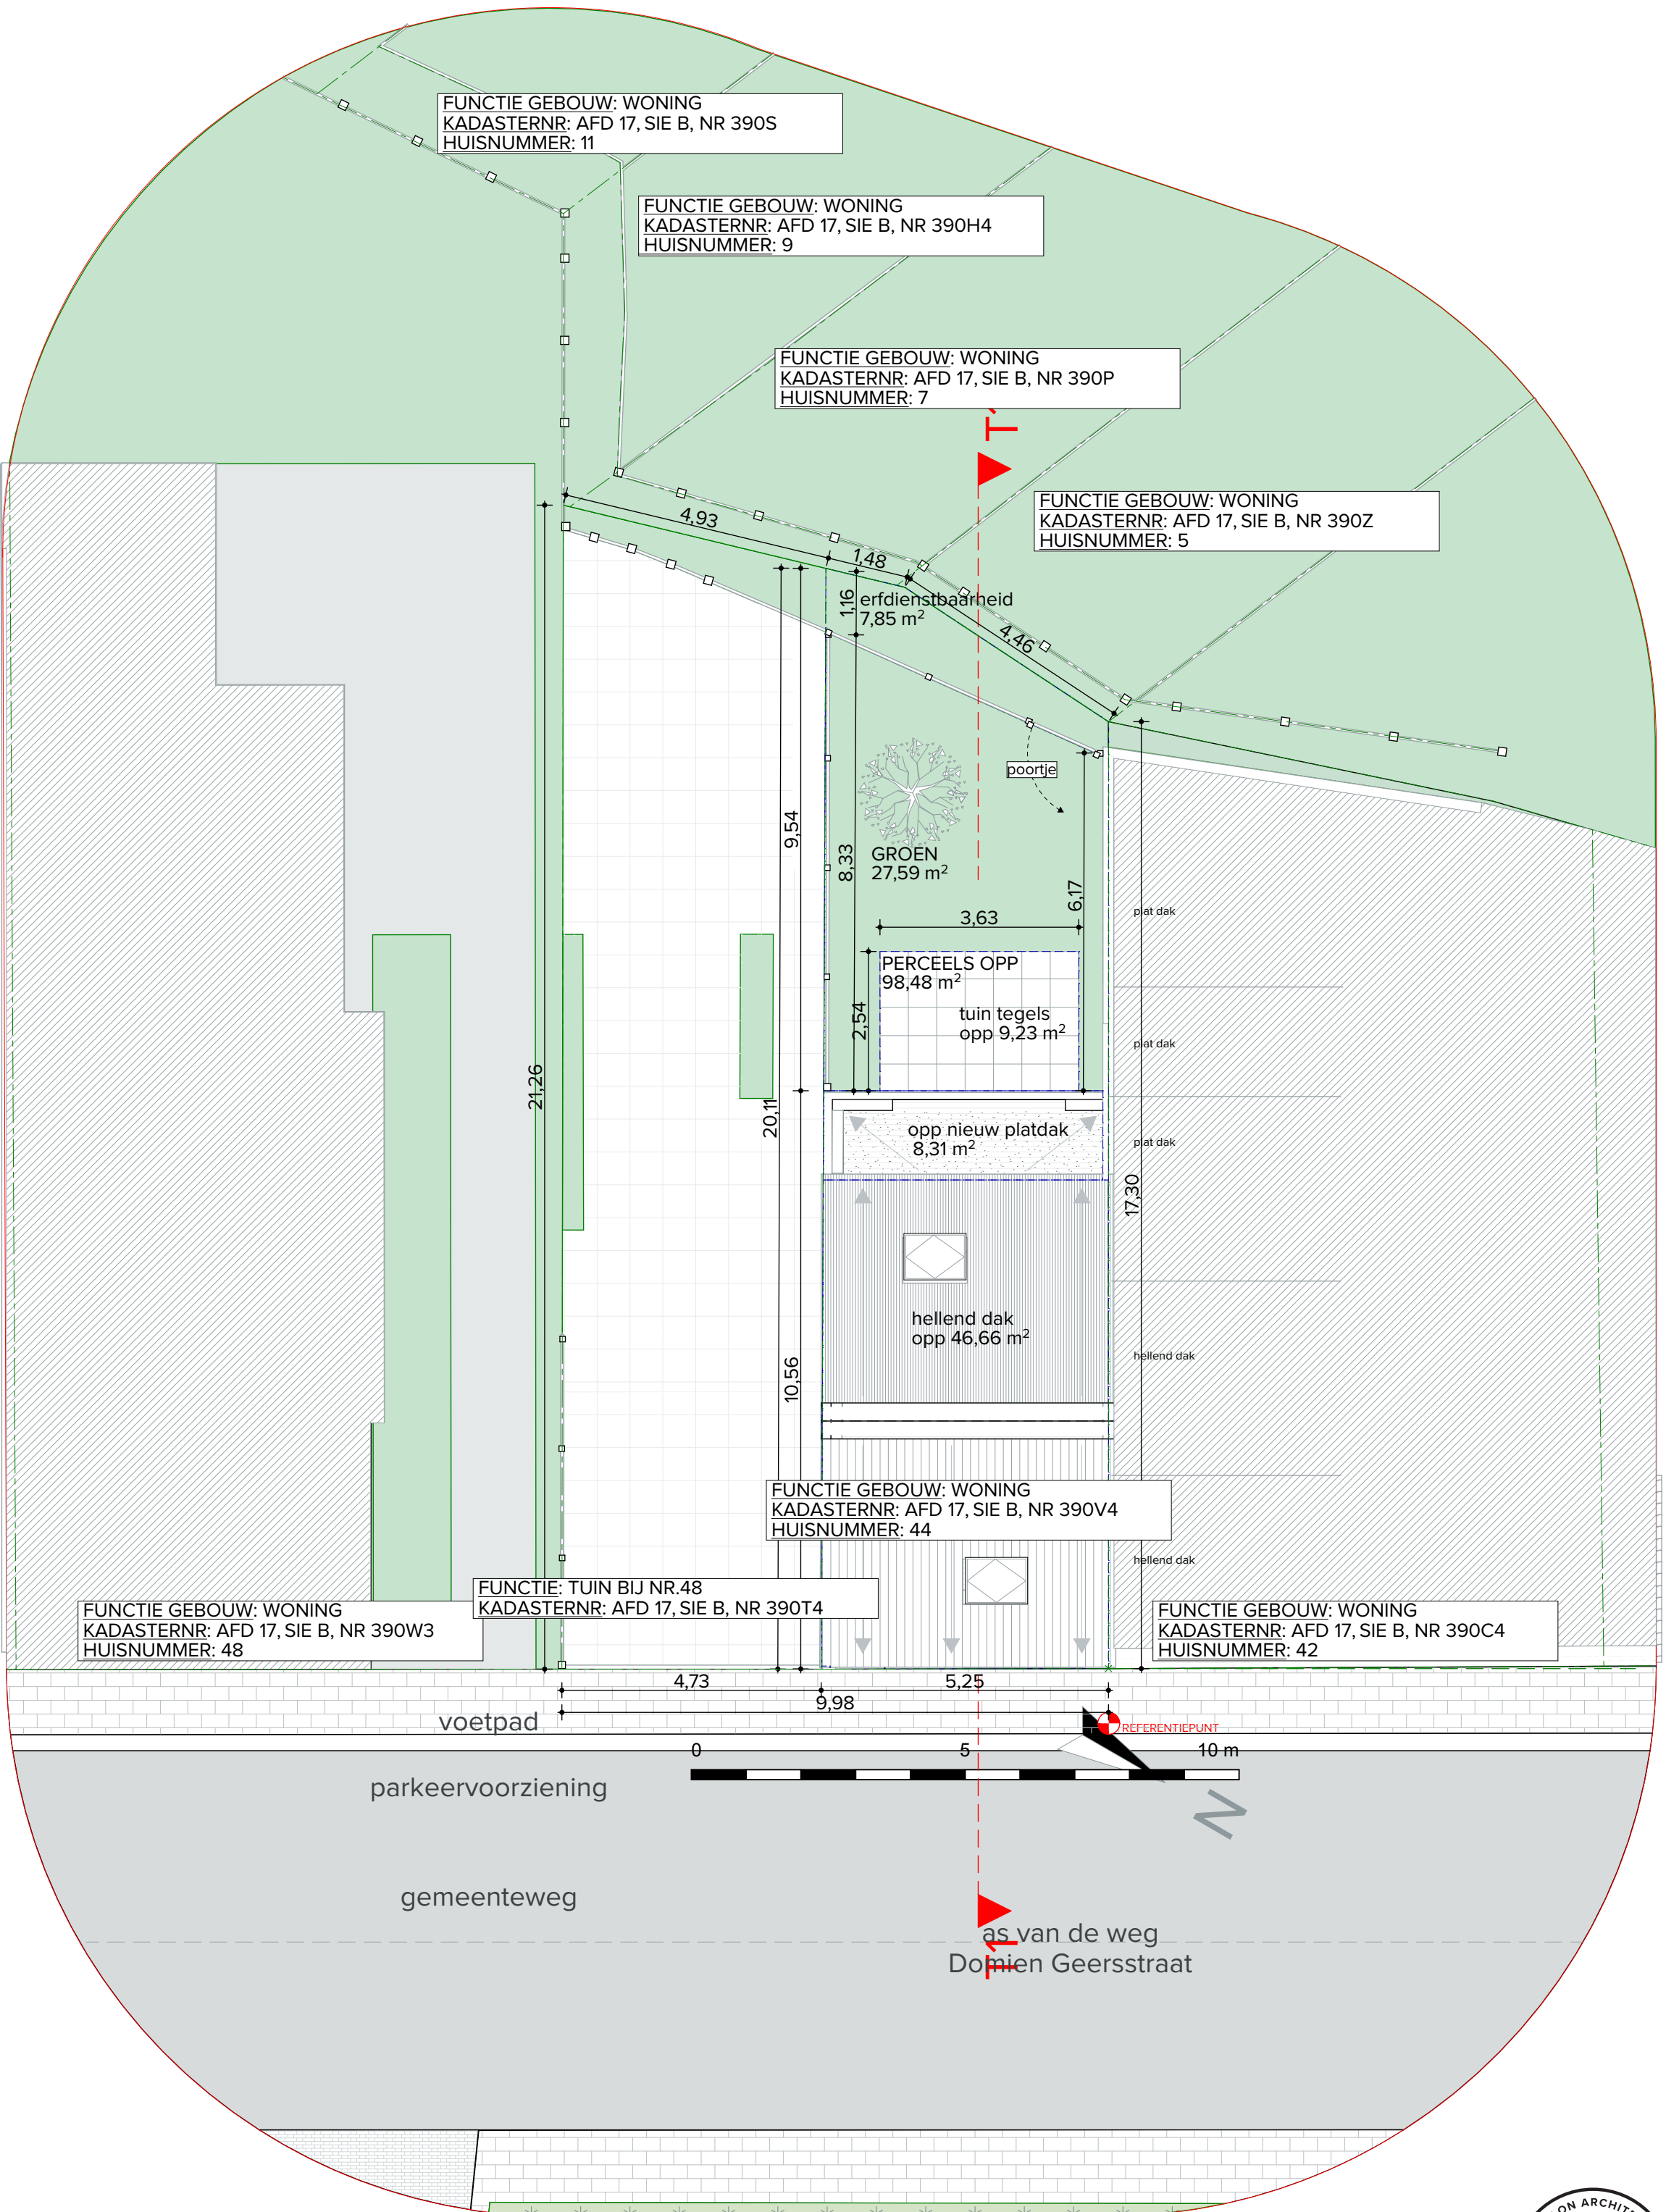 FUNCTIE GEBOUW: WONING
KADASTERNR: AFD 17, SIE B, NR 390S
HUISNUMMER: 11
FUNCTIE GEBOUW: WONING
KADASTERNR: AFD 17, SIE B, NR 390H4
HUISNUMMER: 9
FUNCTIE GEBOUW: WONING
KADASTERNR: AFD 17, SIE B, NR 390P
HUISNUMMER: 7
FUNCTIE GEBOUW: WONING
KADASTERNR: AFD 17, SIE B, NR 390Z
HUISNUMMER: 5
4,93
1,48
1,16
erfdienstbaarheid
7,85 m²
4,46
poortje
9,54
8,33
GROEN
27,59 m²
6,17
plat dak
3,63
PERCEELS OPP
98,48 m²
2,54
tuin tegels
opp 9,23 m²
plat dak
21,26
20,11
opp nieuw platdak
8,31 m²
plat dak
17,30
hellend dak
opp 46,66 m²
hellend dak
10,56
FUNCTIE GEBOUW: WONING
KADASTERNR: AFD 17, SIE B, NR 390V4
HUISNUMMER: 44
hellend dak
FUNCTIE: TUIN BIJ NR.48
KADASTERNR: AFD 17, SIE B, NR 390T4
FUNCTIE GEBOUW: WONING
KADASTERNR: AFD 17, SIE B, NR 390W3
HUISNUMMER: 48
FUNCTIE GEBOUW: WONING
KADASTERNR: AFD 17, SIE B, NR 390C4
HUISNUMMER: 42
4,73
5,25
9,98
voetpad
REFERENTIEPUNT
0 5 10 m
parkeervoorziening
N
gemeenteweg
as van de weg
Domien Geersstraat
T1